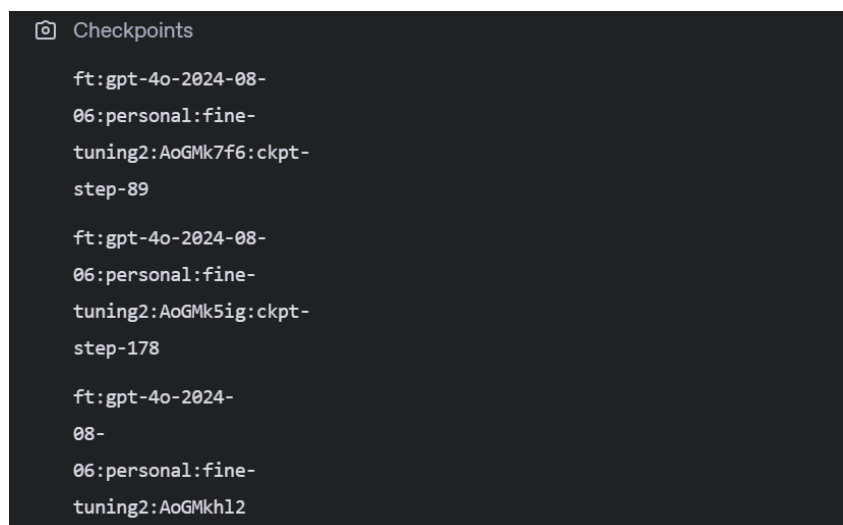 Checkpoints
ft:gpt-4o-2024-08-
06:personal:fine-
tuning2:AoGMk7f6:ckpt-
step-89
ft:gpt-4o-2024-08-
06:personal:fine-
tuning2:AoGMk5ig:ckpt-
step-178
ft:gpt-4o-2024-
08-
06:personal:fine-
tuning2:AoGMkhl2